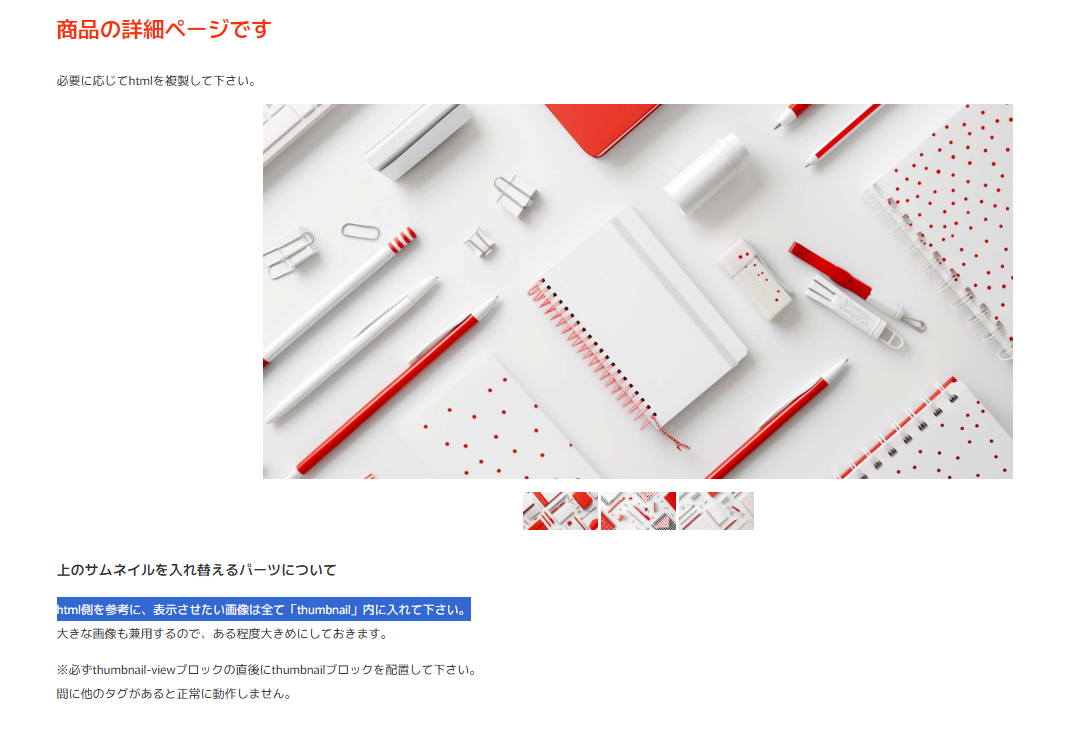 商品の詳細ページです
必要に応じてhtmlを複製して下さい。
上のサムネイルを入れ替えるパーツについて
html側を参考に、表示させたい画像は全て「thumbnail」内に入れて下さい。
大きな画像も兼用するので、ある程度大きめにしておきます。
※必ずthumbnail-viewブロックの直後にthumbnailブロックを配置して下さい。
間に他のタグがあると正常に動作しません。